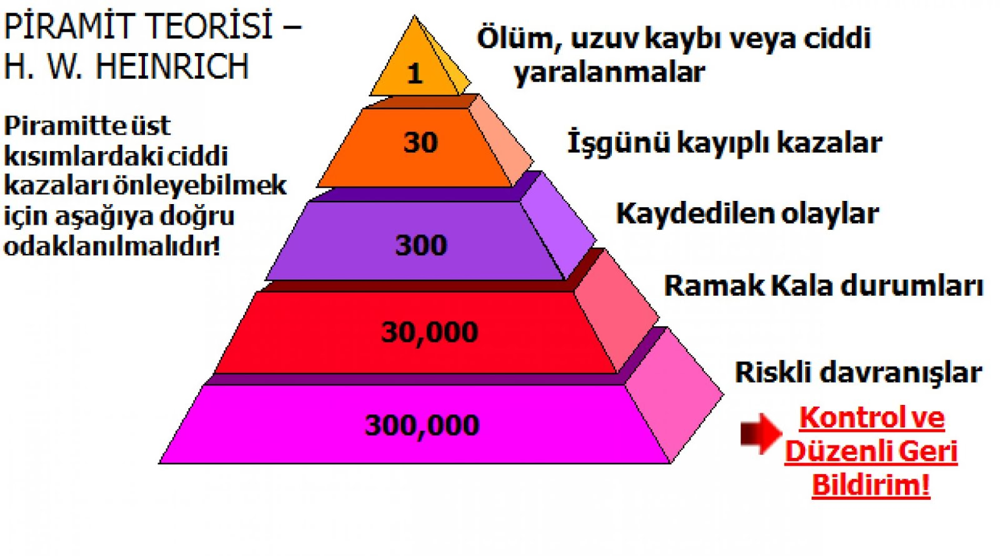 PİRAMİT TEORİSİ –
H. W. HEINRICH
Piramitte üst
kısımlardaki ciddi
kazaları önleyebilmek
için aşağıya doğru
odaklanılmalıdır!
1
Ölüm, uzuv kaybı veya ciddi
yaralanmalar
30
İşgünü kayıplı kazalar
300
Kaydedilen olaylar
30,000
Ramak Kala durumları
300,000
Riskli davranışlar
Kontrol ve
Düzenli Geri
Bildirim!